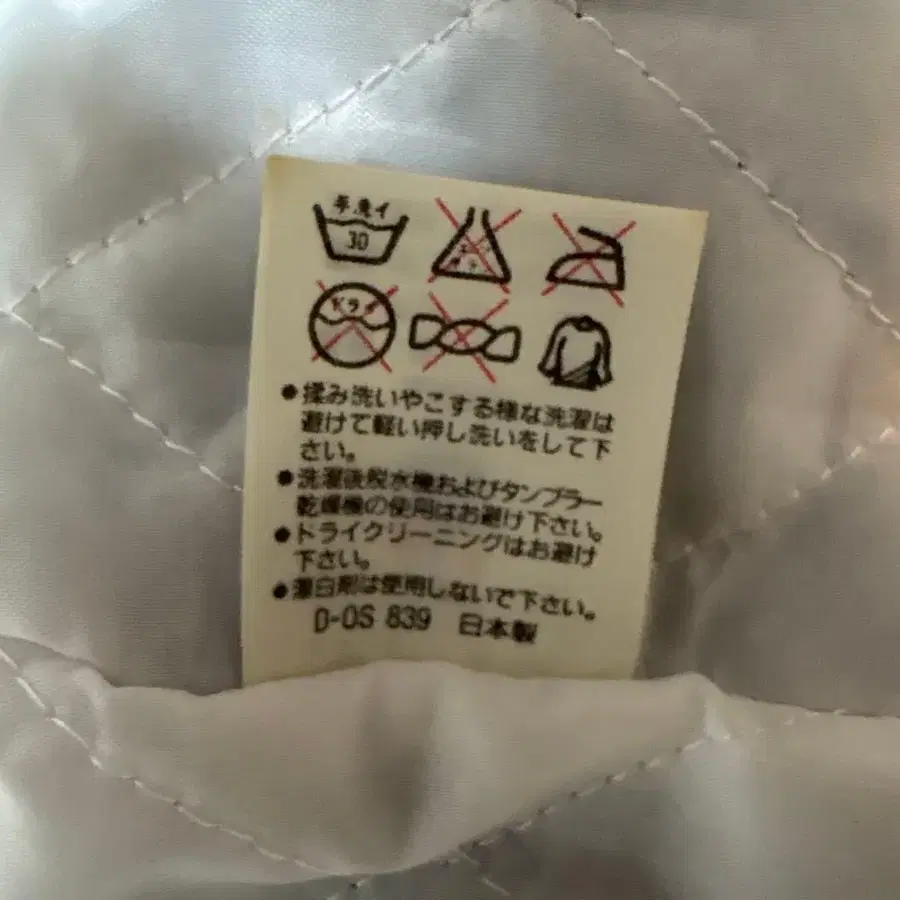 手洗イ
30
ドライ
●揉み洗いやこする様な洗濯は
避けて軽い押し洗いをして下
さい。
●洗濯後脱水機およびタンブラー
乾燥機の使用はお避け下さい。
●ドライクリーニングはお避け
下さい。
●漂白剤は使用しないで下さい。
D-OS 839 日本製